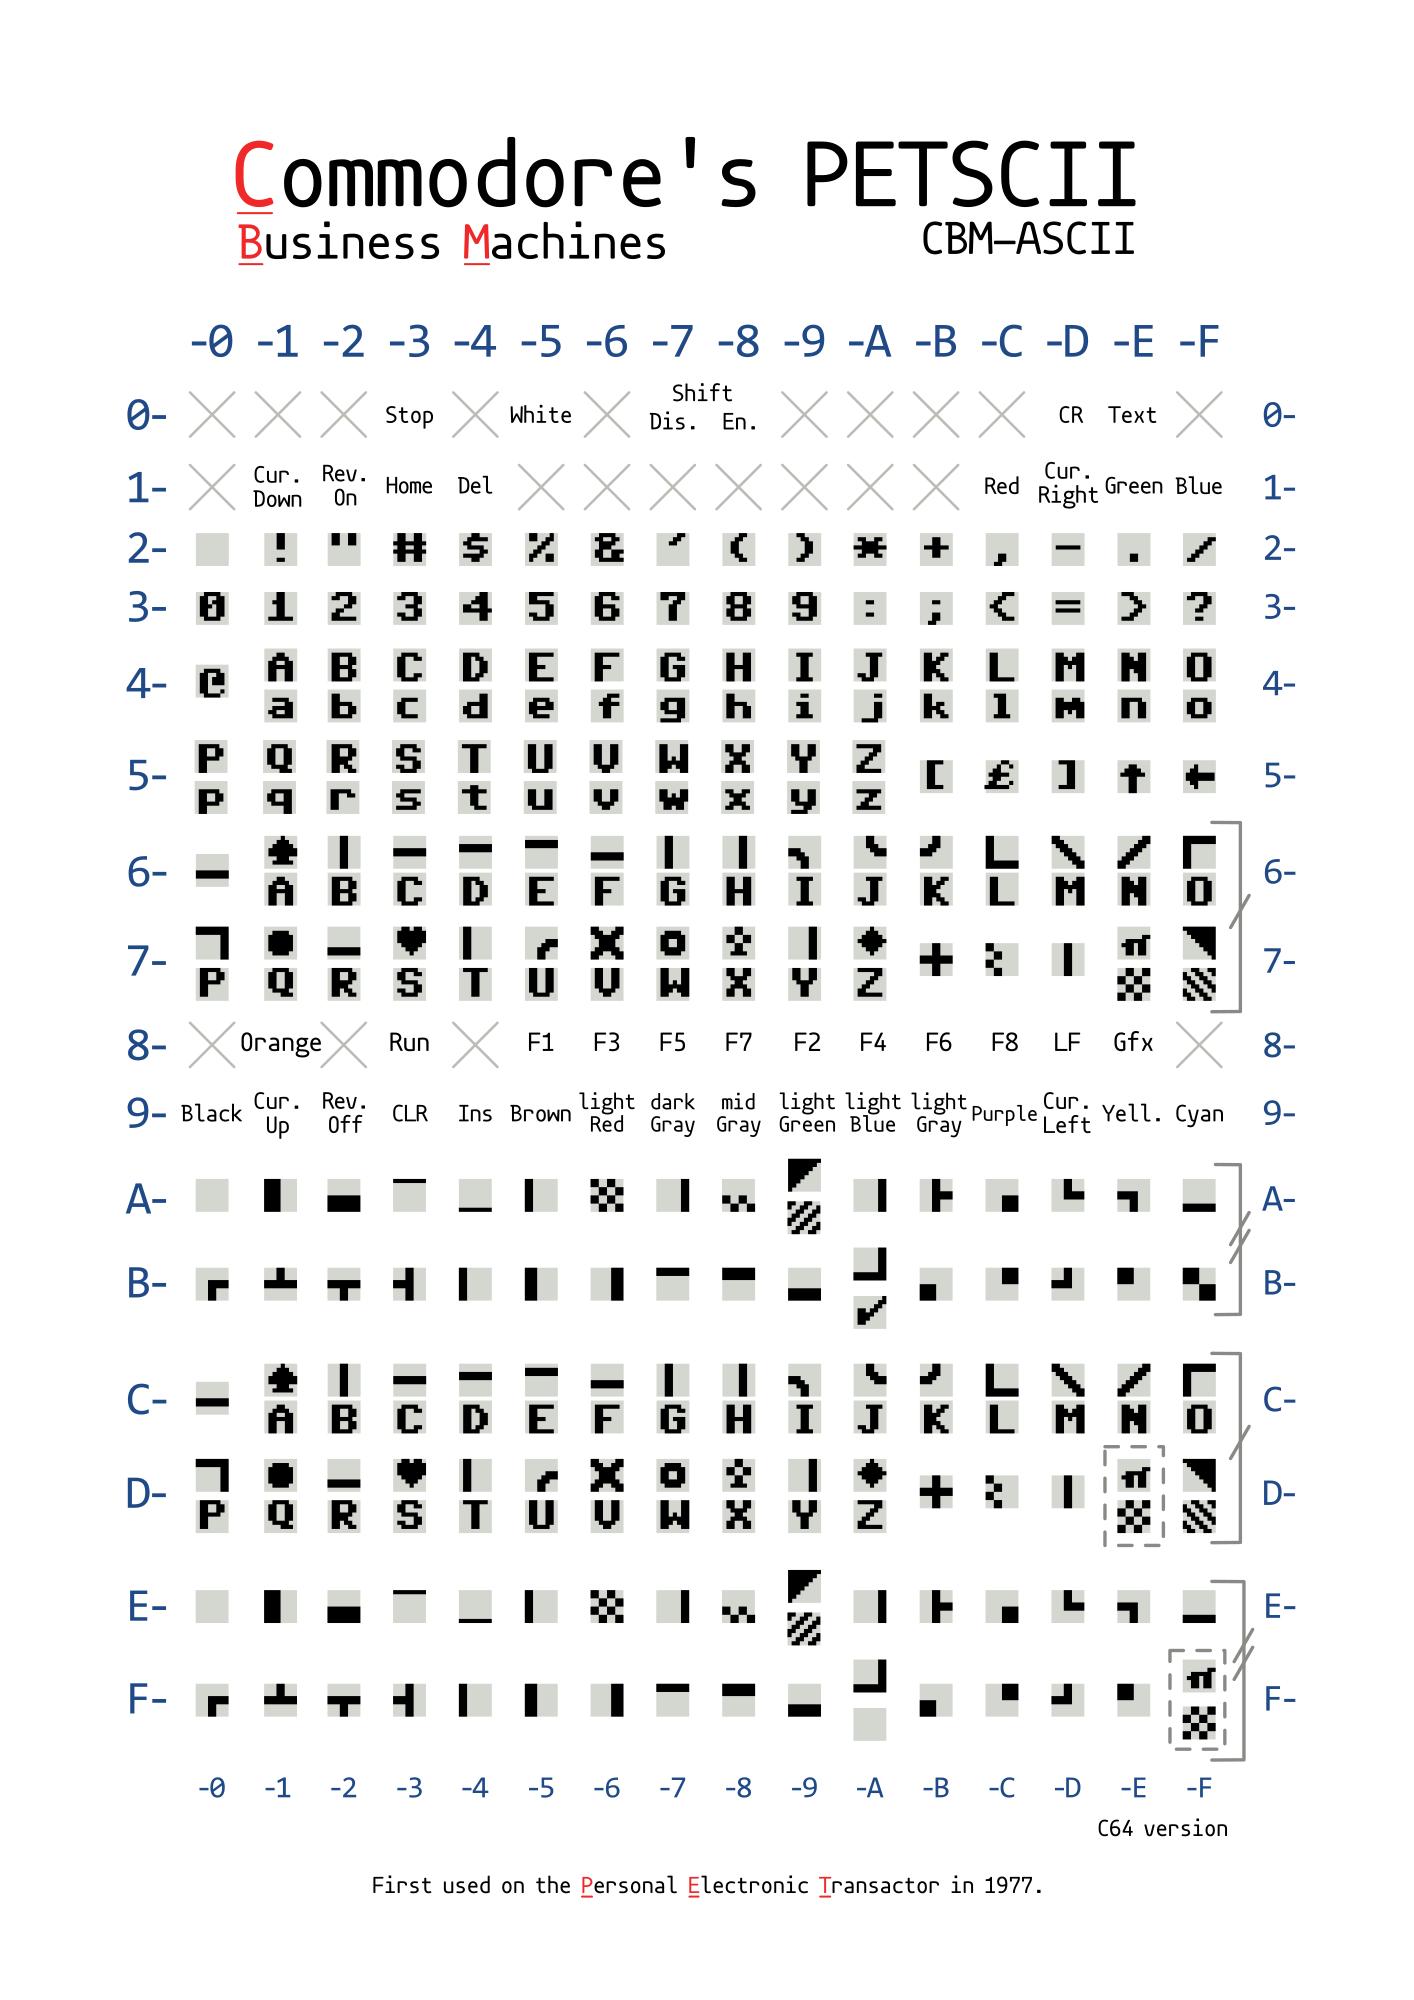 Commodore's PETSCII
Business Machines CBM-ASCII
-0 -1 -2 -3 -4 -5 -6 -7 -8 -9 -A -B -C -D -E -F
0- Stop White Shift Dis. En. CR Text 0-
1- Cur. Down Rev. On Home Del Red Cur. Right Green Blue 1-
2- ! " # $ % & ' ( ) * + , - . / 2-
3- 0 1 2 3 4 5 6 7 8 9 : ; < = > ? 3-
4- @ A B C D E F G H I J K L M N O 4-
a b c d e f g h i j k l m n o
P Q R S T U V W X Y Z
5- [ £ ] ↑ ← 5-
p q r s t u v w x y z
6- ─ ♠ 6-
A B C D E F G H I J K L M N O
7- ● ♥ ♦ π 7-
P Q R S T U V W X Y Z
8- Orange Run F1 F3 F5 F7 F2 F4 F6 F8 LF Gfx 8-
9- Black Cur. Up Rev. Off CLR Ins Brown light Red dark Gray mid Gray light Green light Blue light Gray Purple Cur. Left Yell. Cyan 9-
A- A-
B- ✓ B-
C- ─ ♠ C-
A B C D E F G H I J K L M N O
D- ● ♥ ♦ π D-
P Q R S T U V W X Y Z
E- E-
F- π F-
-0 -1 -2 -3 -4 -5 -6 -7 -8 -9 -A -B -C -D -E -F
C64 version
First used on the Personal Electronic Transactor in 1977.